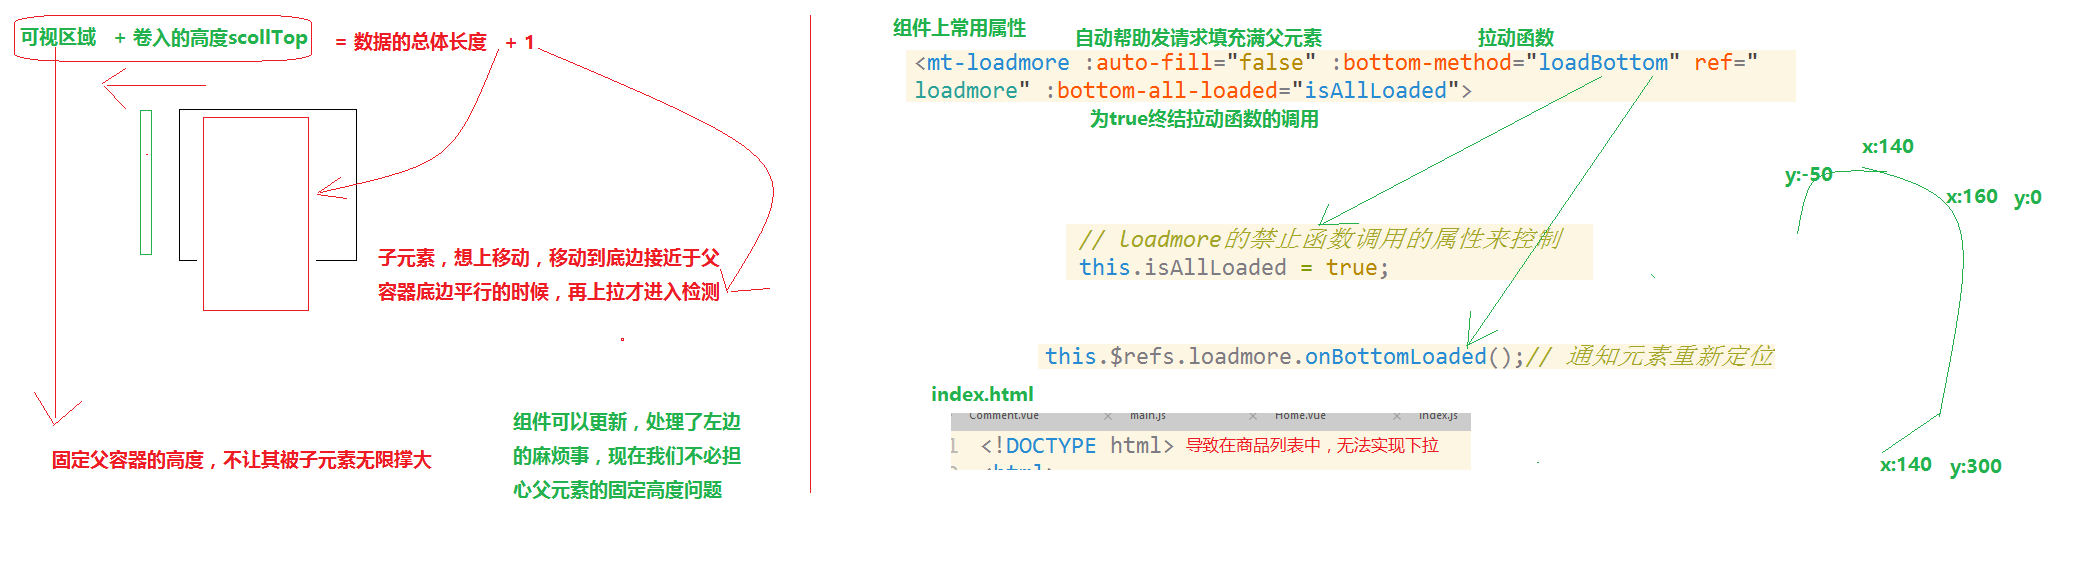 可视区域 + 卷入的高度scollTop = 数据的总体长度 + 1
子元素，想上移动，移动到底边接近于父
容器底边平行的时候，再上拉才进入检测
固定父容器的高度，不让其被子元素无限撑大
组件可以更新，处理了左边
的麻烦事，现在我们不必担
心父元素的固定高度问题
组件上常用属性
自动帮助发请求填充满父元素 拉动函数
<mt-loadmore :auto-fill="false" :bottom-method="loadBottom" ref="
loadmore" :bottom-all-loaded="isAllLoaded">
为true终结拉动函数的调用
// loadmore的禁止函数调用的属性来控制
this.isAllLoaded = true;
this.$refs.loadmore.onBottomLoaded();// 通知元素重新定位
index.html
Comment.vue × main.js × Home.vue × index.js
1 <!DOCTYPE html> 导致在商品列表中，无法实现下拉
<html>
x:140
y:-50
x:160 y:0
x:140 y:300